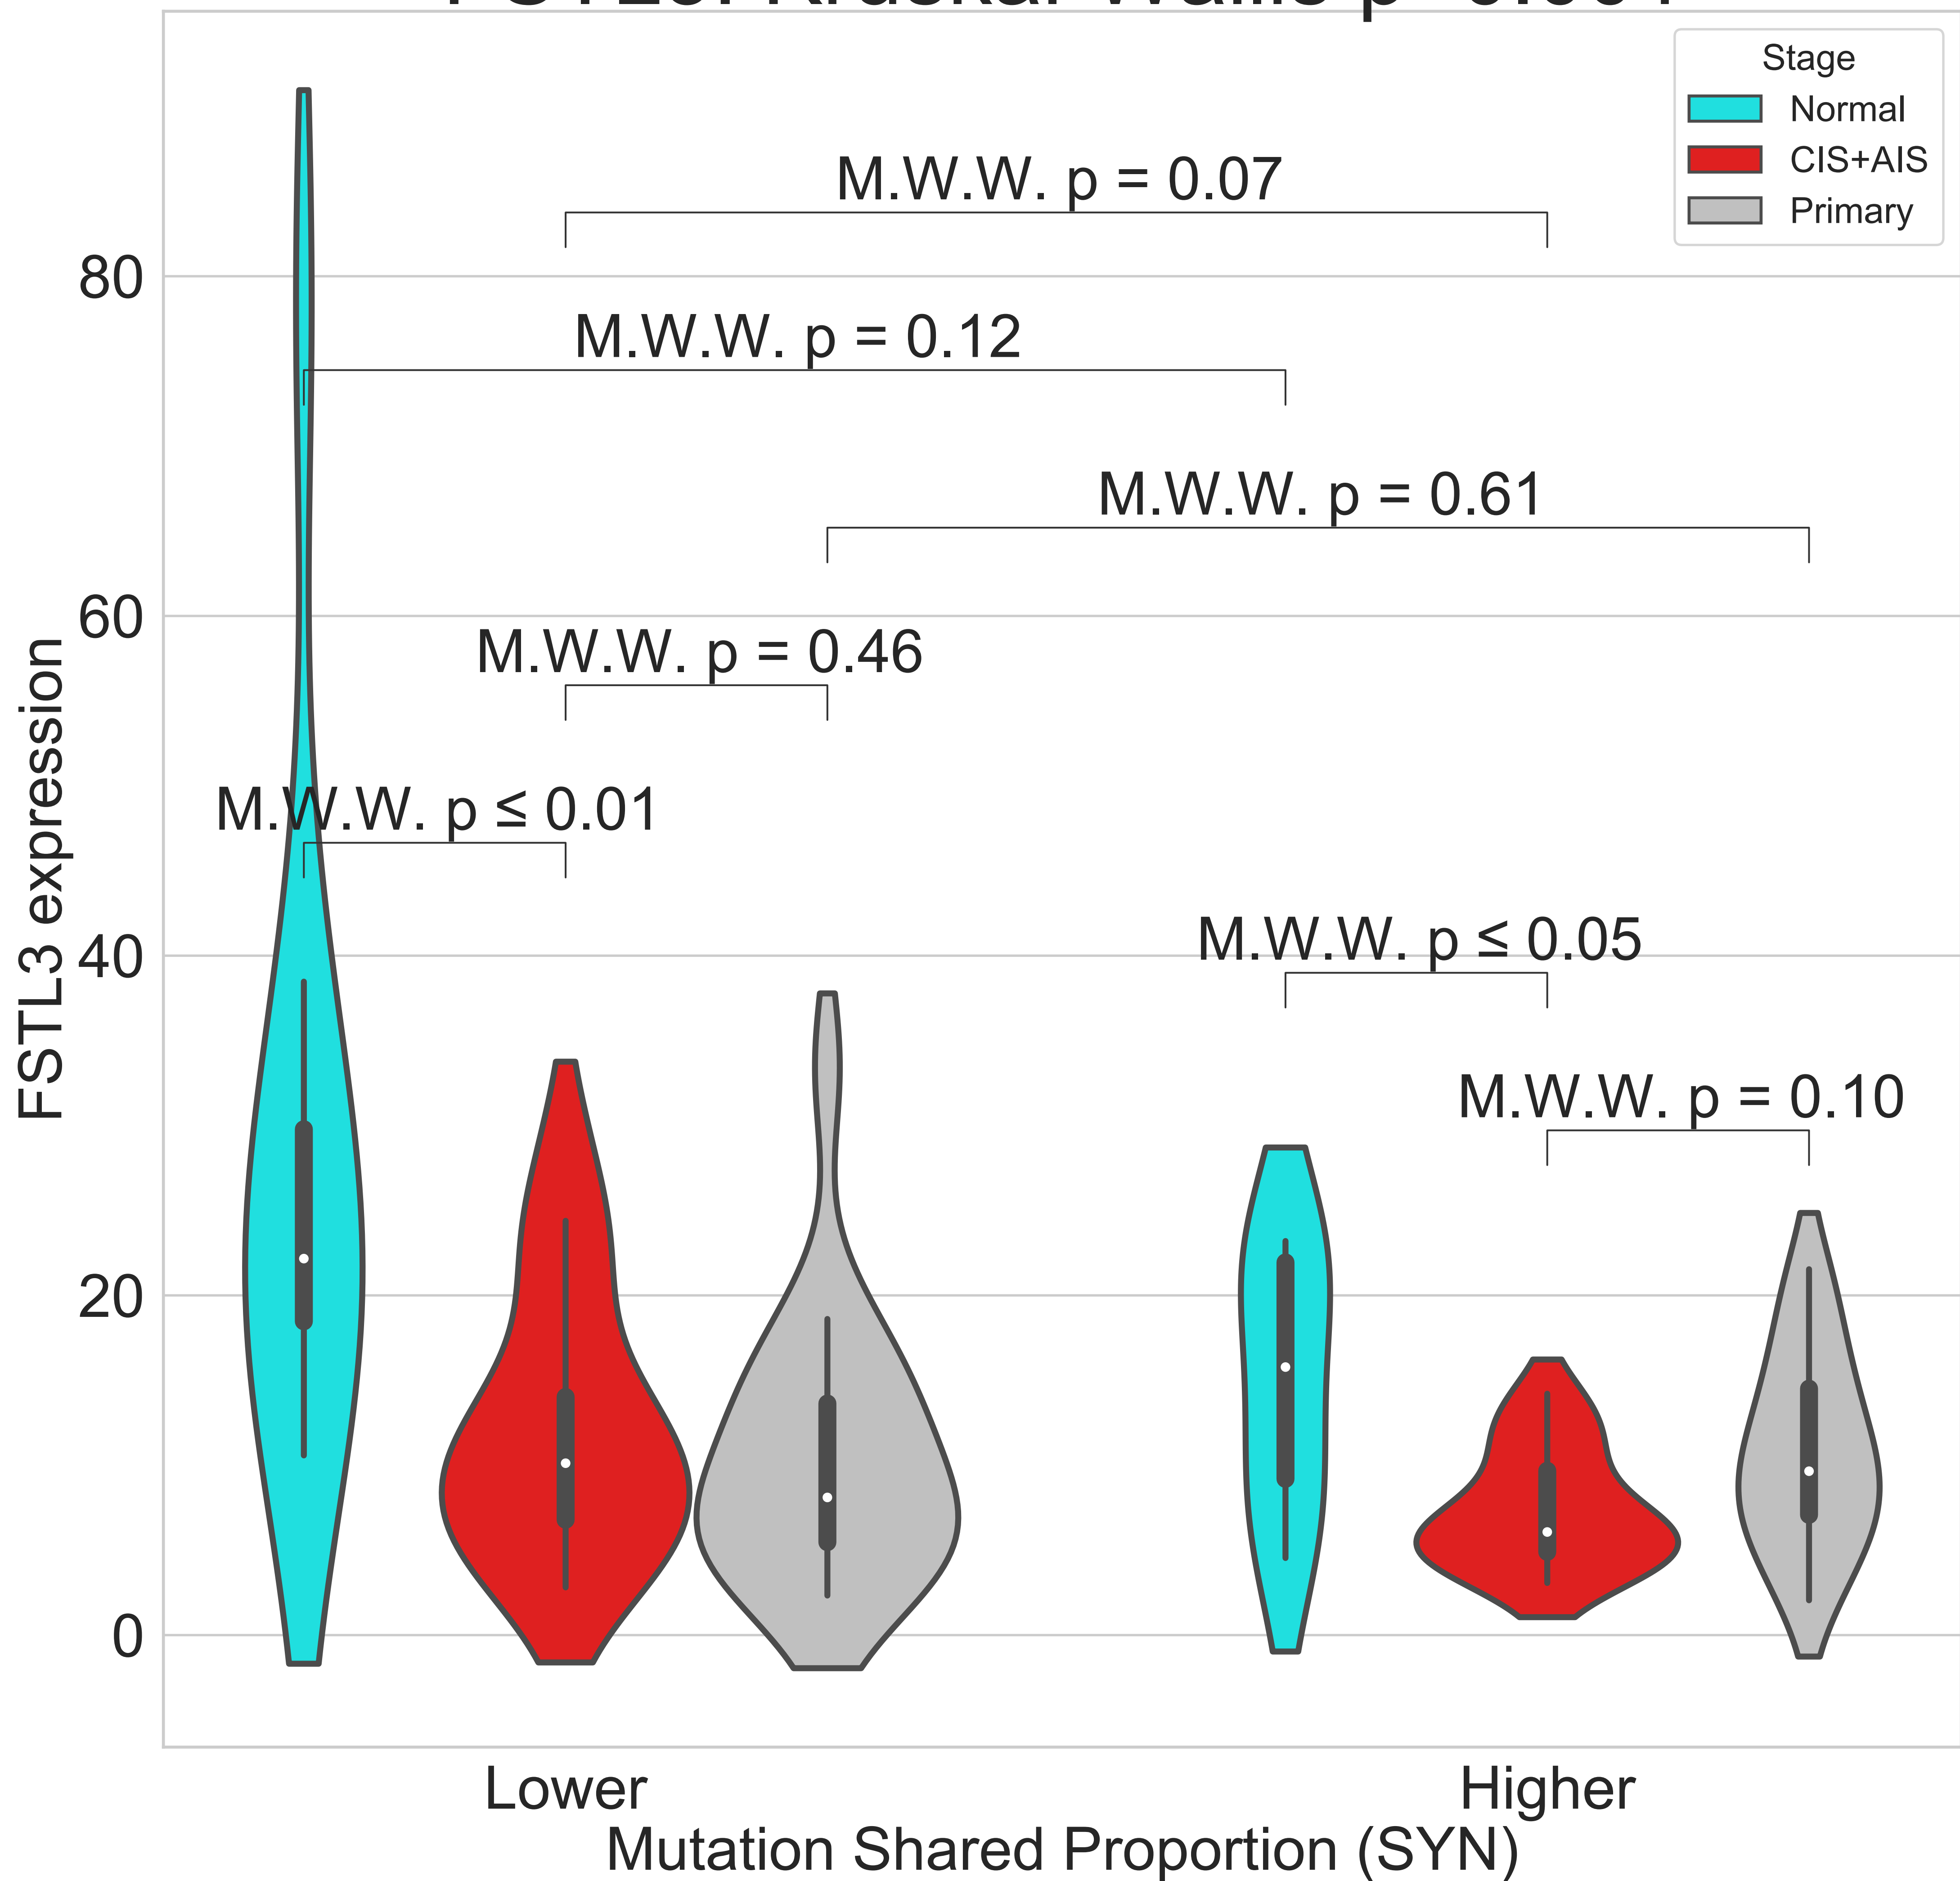 Stage
Normal
CIS+AIS
Primary
M.W.W. p = 0.07
80
M.W.W. p = 0.12
M.W.W. p = 0.61
60
M.W.W. p = 0.46
M.W.W. p ≤ 0.01
FSTL3 expression
40
M.W.W. p ≤ 0.05
M.W.W. p = 0.10
20
0
Lower
Higher
Mutation Shared Proportion (SYN)